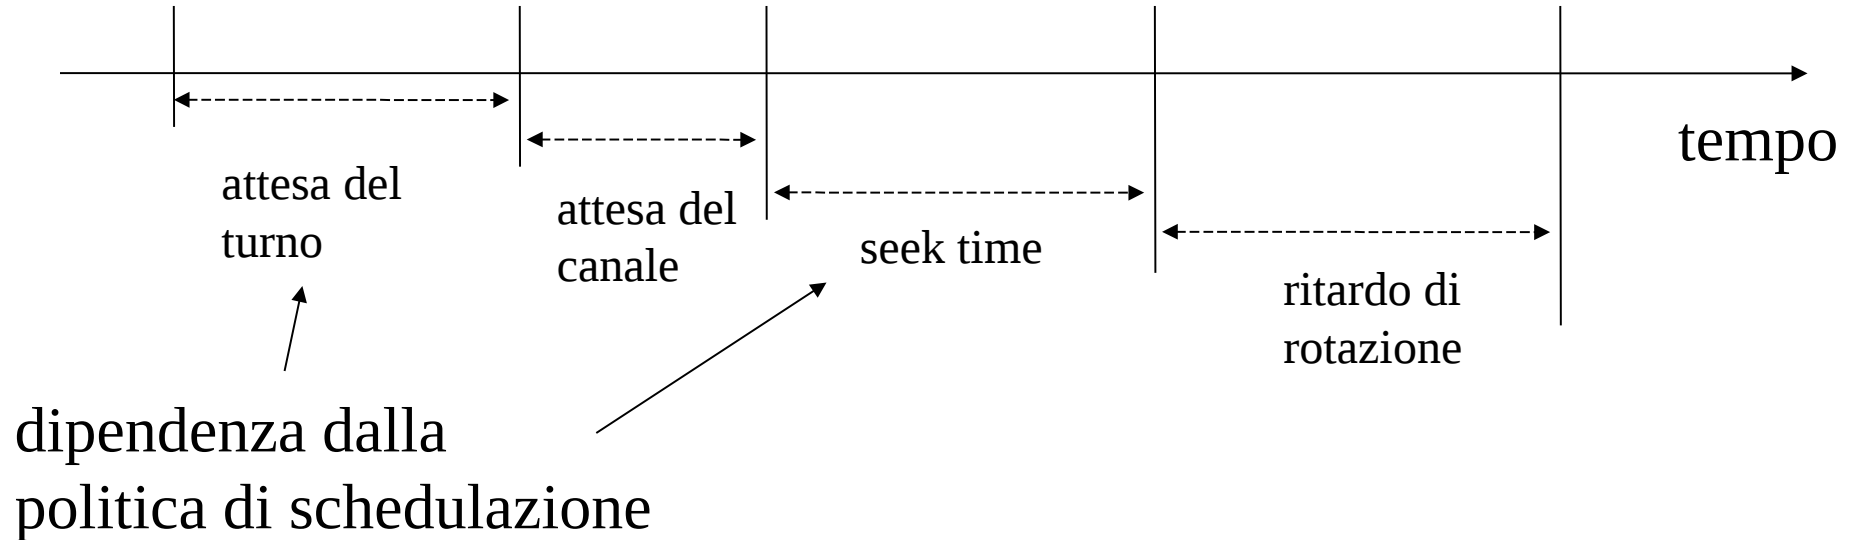 tempo
attesa del
turno
attesa del
canale
seek time
ritardo di
rotazione
dipendenza dalla
politica di schedulazione